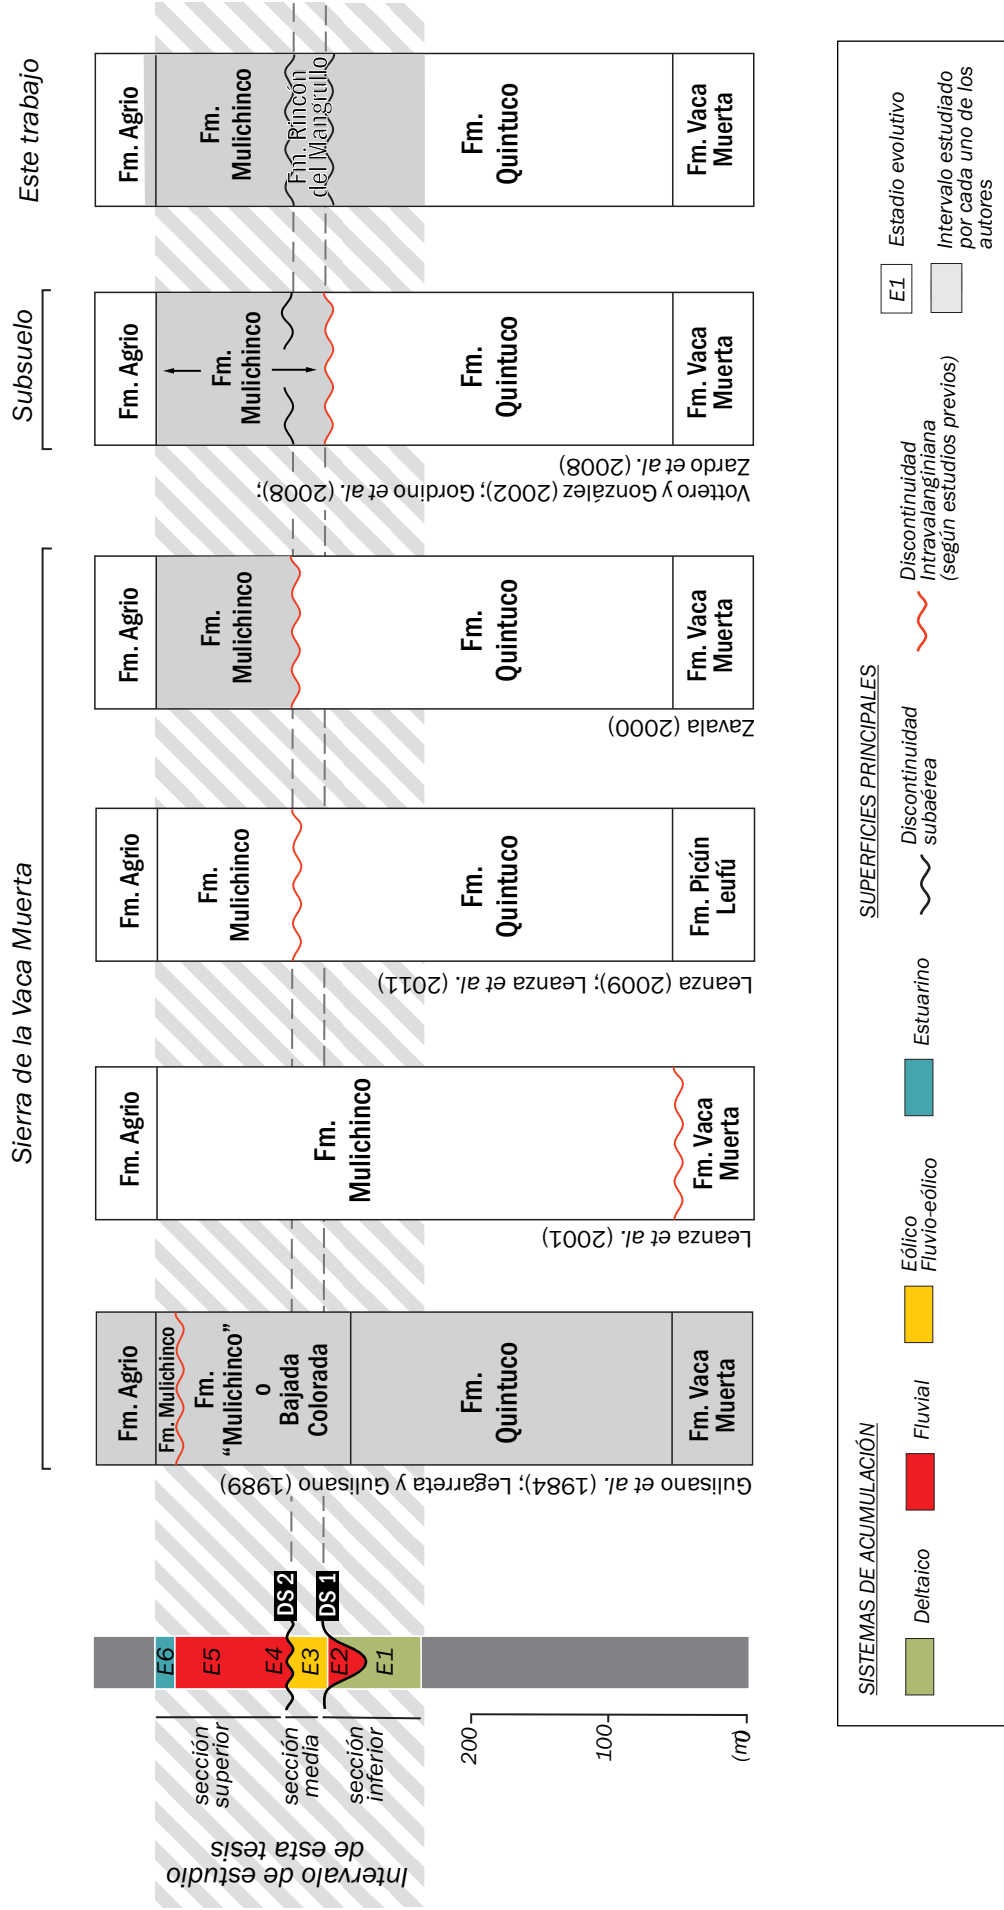 Sierra de la Vaca Muerta
Subsuelo
Este trabajo
Intervalo de estudio
de esta tesis
sección
superior
sección
media
sección
inferior
200
100
(m)
E6
E5
E4
E3
E2
E1
DS 2
DS 1
Gulisano et al. (1984); Legarreta y Gulisano (1989)
Fm. Agrio
Fm. Mulichinco
Fm.
“Mulichinco”
o
Bajada
Colorada
Fm.
Quintuco
Fm. Vaca
Muerta
Leanza et al. (2001)
Fm. Agrio
Fm.
Mulichinco
Fm. Vaca
Muerta
Leanza (2009); Leanza et al. (2011)
Fm. Agrio
Fm.
Mulichinco
Fm.
Quintuco
Fm. Picún
Leufú
Zavala (2000)
Fm. Agrio
Fm.
Mulichinco
Fm.
Quintuco
Fm. Vaca
Muerta
Vottero y González (2002); Gordino et al. (2008);
Zardo et al. (2008)
Fm. Agrio
Fm.
Mulichinco
Fm.
Quintuco
Fm. Vaca
Muerta
Fm. Agrio
Fm.
Mulichinco
Fm. Rincón
del Mangrullo
Fm.
Quintuco
Fm. Vaca
Muerta
SISTEMAS DE ACUMULACIÓN
Deltaico
Fluvial
Eólico
Fluvio-eólico
Estuarino
SUPERFICIES PRINCIPALES
Discontinuidad
subaérea
Discontinuidad
Intravalanginiana
(según estudios previos)
E1
Estadio evolutivo
Intervalo estudiado
por cada uno de los
autores